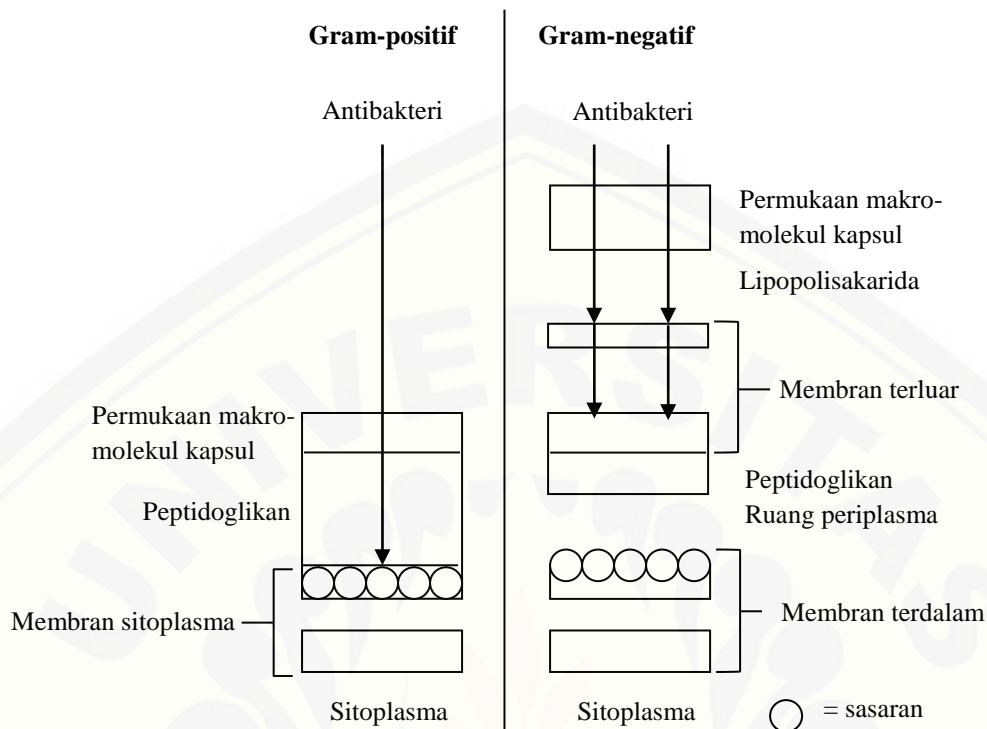 Gram-positif
Gram-negatif
Antibakteri
Antibakteri
Permukaan makro-
molekul kapsul
Lipopolisakarida
Membran terluar
Permukaan makro-
molekul kapsul
Peptidoglikan
Peptidoglikan
Ruang periplasma
Membran sitoplasma
Membran terdalam
Sitoplasma
Sitoplasma
= sasaran
UNIVERSITAS